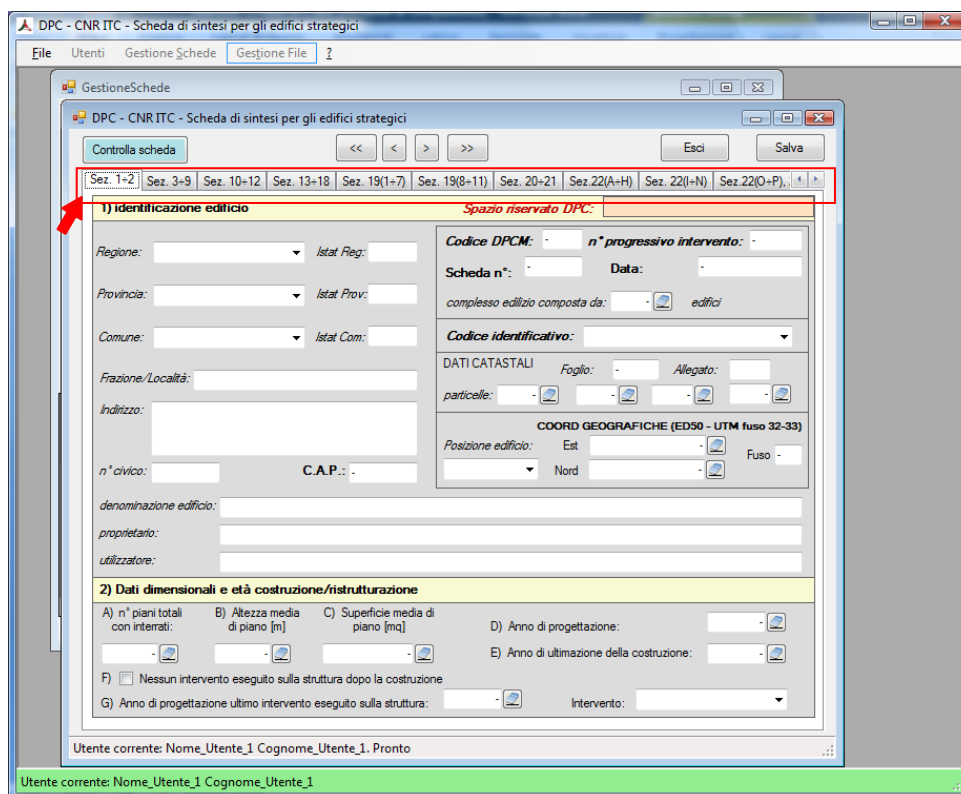 DPC - CNR ITC - Scheda di sintesi per gli edifici strategici
File Utenti Gestione Schede Gestione File ?
GestioneSchede
DPC - CNR ITC - Scheda di sintesi per gli edifici strategici
Controlla scheda << < > >> Esci Salva
Sez. 1÷2 Sez. 3÷9 Sez. 10÷12 Sez. 13÷18 Sez. 19(1÷7) Sez. 19(8÷11) Sez. 20÷21 Sez.22(A÷H) Sez. 22(I÷N) Sez.22(O÷P),
1) identificazione edificio Spazio riservato DPC:
Codice DPCM: - n° progressivo intervento: -
Regione: Istat Reg:
Scheda n°: - Data: -
Provincia: Istat Prov:
complesso edilizio composta da: - edifici
Comune: Istat Com:
Codice identificativo:
DATI CATASTALI Foglio: - Allegato:
Frazione/Località:
particelle: - - - -
Indirizzo:
COORD GEOGRAFICHE (ED50 - UTM fuso 32-33)
Posizione edificio: Est - Fuso -
n° civico: C.A.P.: - Nord -
denominazione edificio:
proprietario:
utilizzatore:
2) Dati dimensionali e età costruzione/ristrutturazione
A) n° piani totali con interrati: B) Altezza media di piano [m] C) Superficie media di piano [mq]
D) Anno di progettazione: -
- - - E) Anno di ultimazione della costruzione: -
F) Nessun intervento eseguito sulla struttura dopo la costruzione
G) Anno di progettazione ultimo intervento eseguito sulla struttura: - Intervento:
Utente corrente: Nome_Utente_1 Cognome_Utente_1. Pronto
Utente corrente: Nome_Utente_1 Cognome_Utente_1